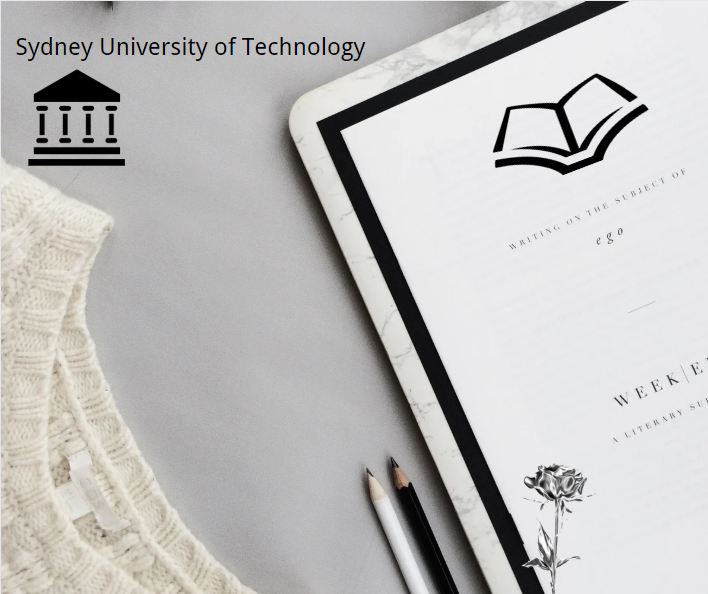 Sydney University of Technology
WRITING ON THE SUBJECT OF
ego
WEEK|E
A LITERARY